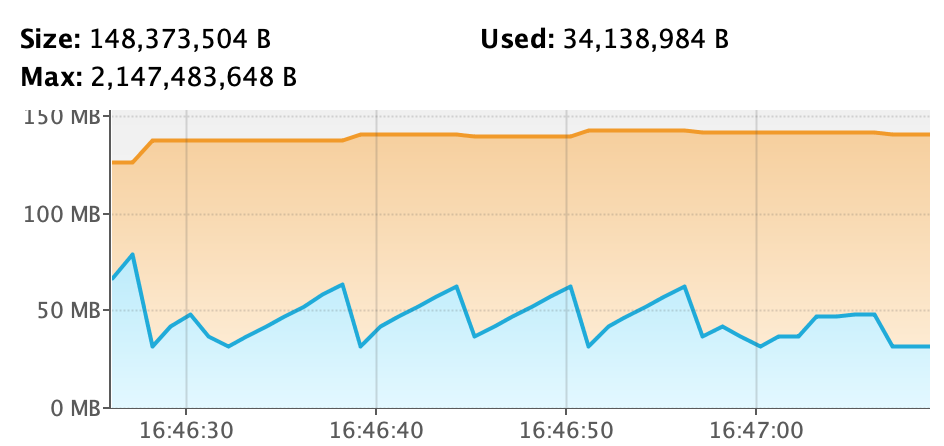 Size: 148,373,504 B Used: 34,138,984 B
Max: 2,147,483,648 B
150 MB
100 MB
50 MB
0 MB
16:46:30 16:46:40 16:46:50 16:47:00